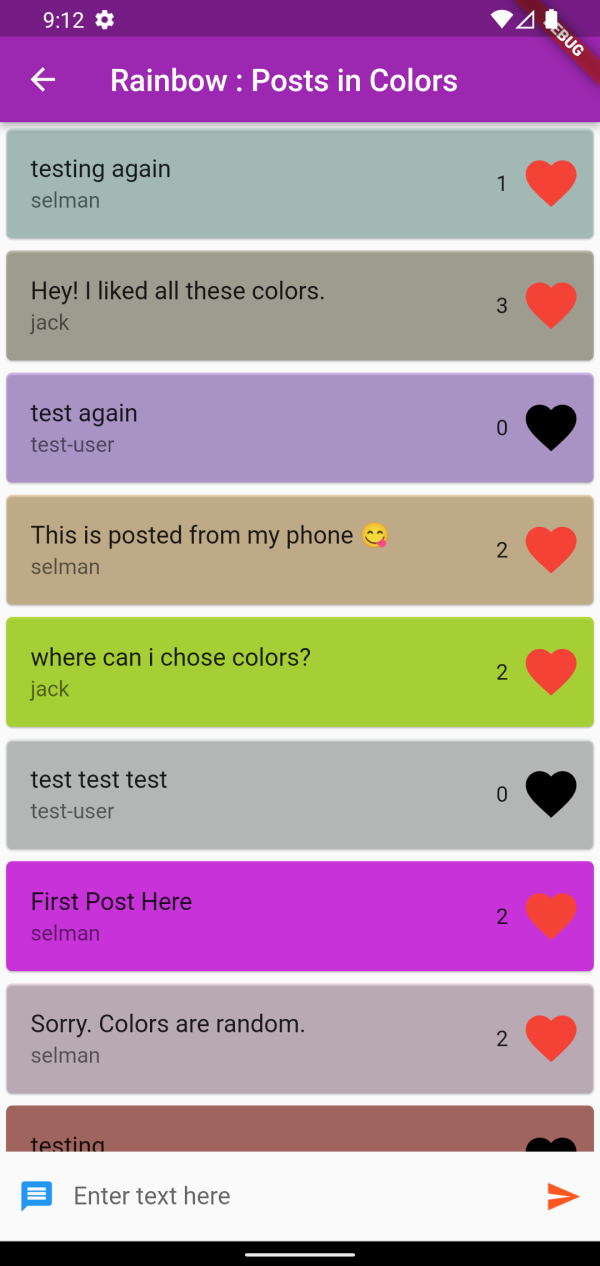 9:12
EBUG
Rainbow : Posts in Colors
testing again
selman
1
Hey! I liked all these colors.
jack
3
test again
test-user
0
This is posted from my phone 😋
selman
2
where can i chose colors?
jack
2
test test test
test-user
0
First Post Here
selman
2
Sorry. Colors are random.
selman
2
testing
Enter text here